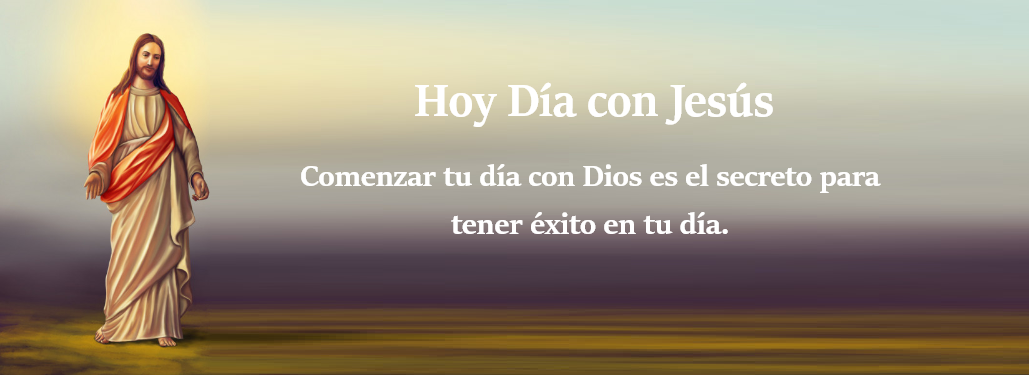 Hoy Día con Jesús
Comenzar tu día con Dios es el secreto para
tener éxito en tu día.